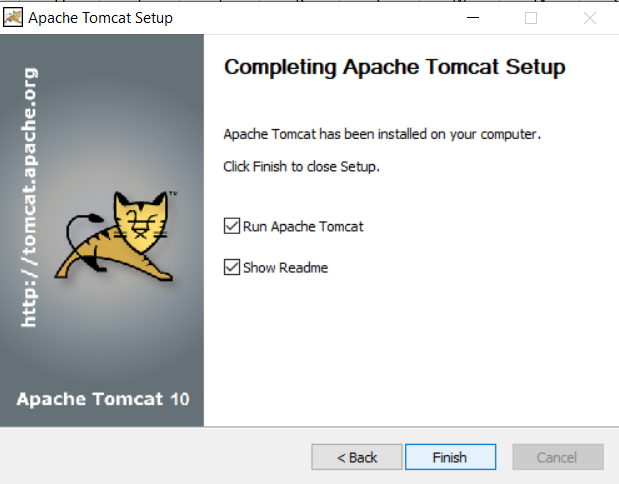 Apache Tomcat Setup
Completing Apache Tomcat Setup
Apache Tomcat has been installed on your computer.
Click Finish to close Setup.
Run Apache Tomcat
Show Readme
http://tomcat.apache.org
TM
Apache Tomcat 10
< Back
Finish
Cancel